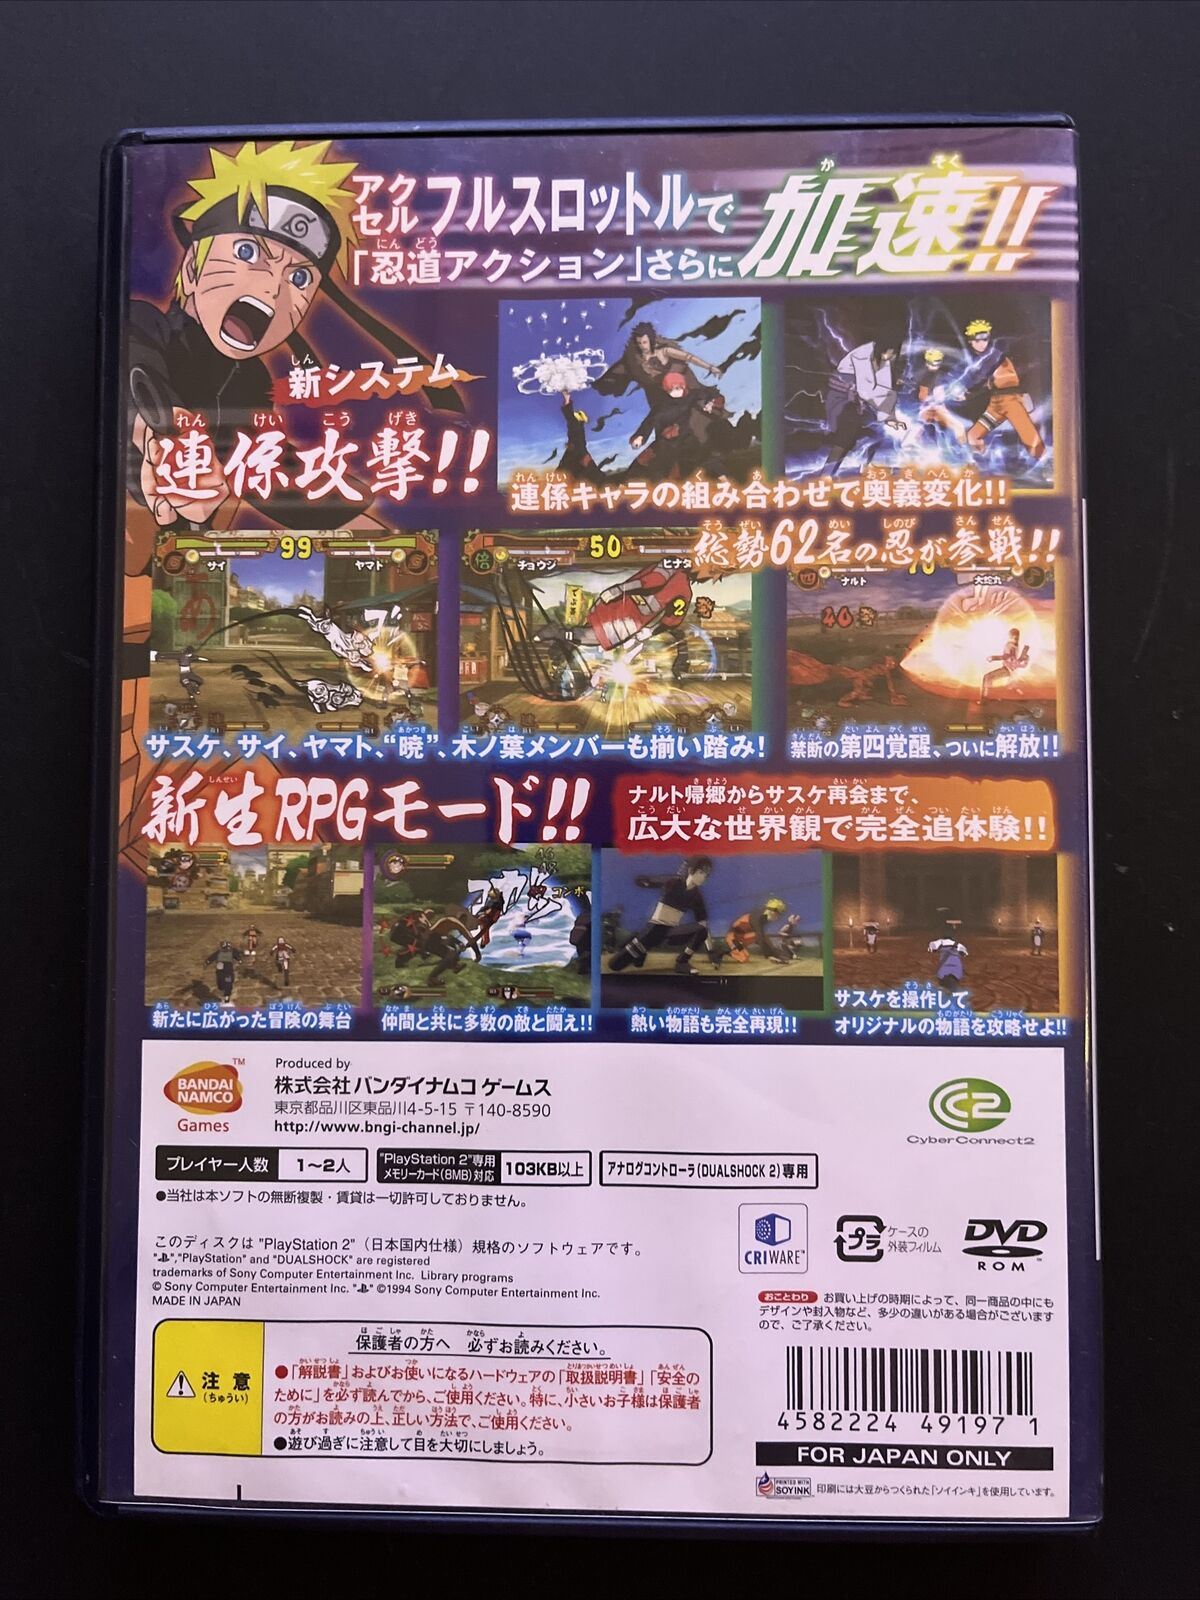 アクセル フルスロットルで
「忍道アクション」さらに
加速!!
新システム
連係攻撃!!
連係キャラの組み合わせで奥義変化!!
総勢62名の忍が参戦!!
99
サイ
ヤマト
50
チョウジ
ヒナタ
2
ナルト
大蛇丸
46
サスケ、サイ、ヤマト、“暁”、木ノ葉メンバーも揃い踏み!
禁断の第四覚醒、ついに解放!!
新生RPGモード!!
ナルト帰郷からサスケ再会まで、
広大な世界観で完全追体験!!
コンボ
新たに広がった冒険の舞台
仲間と共に多数の敵と闘え!!
熱い物語も完全再現!!
サスケを操作して
オリジナルの物語を攻略せよ!!
BANDAI
NAMCO
Games
TM
Produced by
株式会社 バンダイナムコ ゲームス
東京都品川区東品川4-5-15 〒140-8590
http://www.bngi-channel.jp/
CyberConnect2
プレイヤー人数 1～2人
"PlayStation 2"専用
メモリーカード(8MB)対応 103KB以上
アナログコントローラ(DUALSHOCK 2)専用
●当社は本ソフトの無断複製・賃貸は一切許可しておりません。
このディスクは "PlayStation 2"（日本国内仕様）規格のソフトウェアです。
"","PlayStation" and "DUALSHOCK" are registered
trademarks of Sony Computer Entertainment Inc. Library programs
© Sony Computer Entertainment Inc. "" ©1994 Sony Computer Entertainment Inc.
MADE IN JAPAN
CRIWARE™
プラ
ケースの
外装フィルム
DVD
ROM
おことわり お買い上げの時期によって、同一商品の中にも
デザインや封入物など、多少の違いがある場合がございます
ので、ご了承ください。
注意
(ちゅうい)
保護者の方へ 必ずお読みください。
●「解説書」およびお使いになるハードウェアの「取扱説明書」「安全の
ために」を必ず読んでから、ご使用ください。特に、小さいお子様は保護者
の方がお読みの上、正しい方法で、ご使用ください。
●遊び過ぎに注意して目を大切にしましょう。
4582224 49197 1
FOR JAPAN ONLY
PRINTED WITH
SOYINK
印刷には大豆からつくられた「ソイインキ」を使用しています。